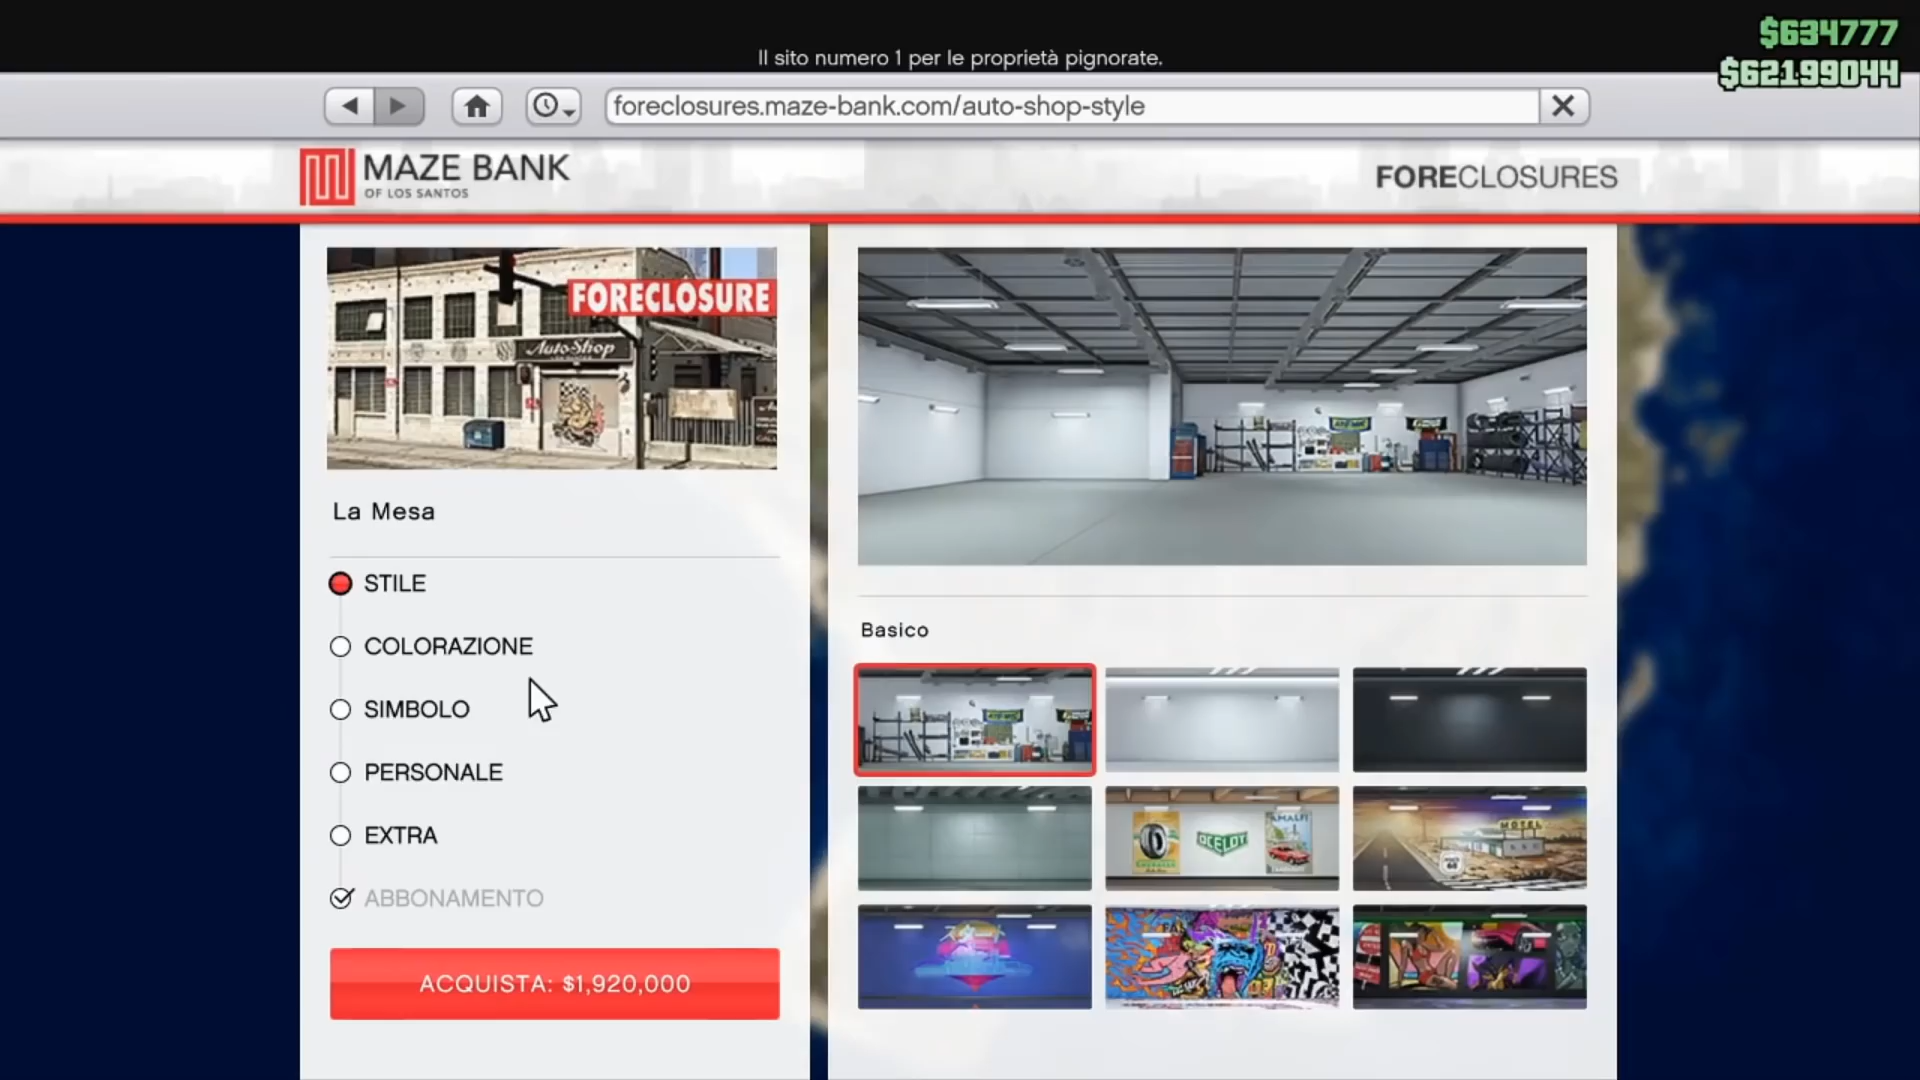 $634777
$62199044
Il sito numero 1 per le proprietà pignorate.
foreclosures.maze-bank.com/auto-shop-style
MAZE BANK
OF LOS SANTOS
FORECLOSURES
FORECLOSURE
Auto Shop
La Mesa
STILE
COLORAZIONE
SIMBOLO
PERSONALE
EXTRA
ABBONAMENTO
ACQUISTA: $1,920,000
Basico
OCELOT
AMALFI
MOTEL